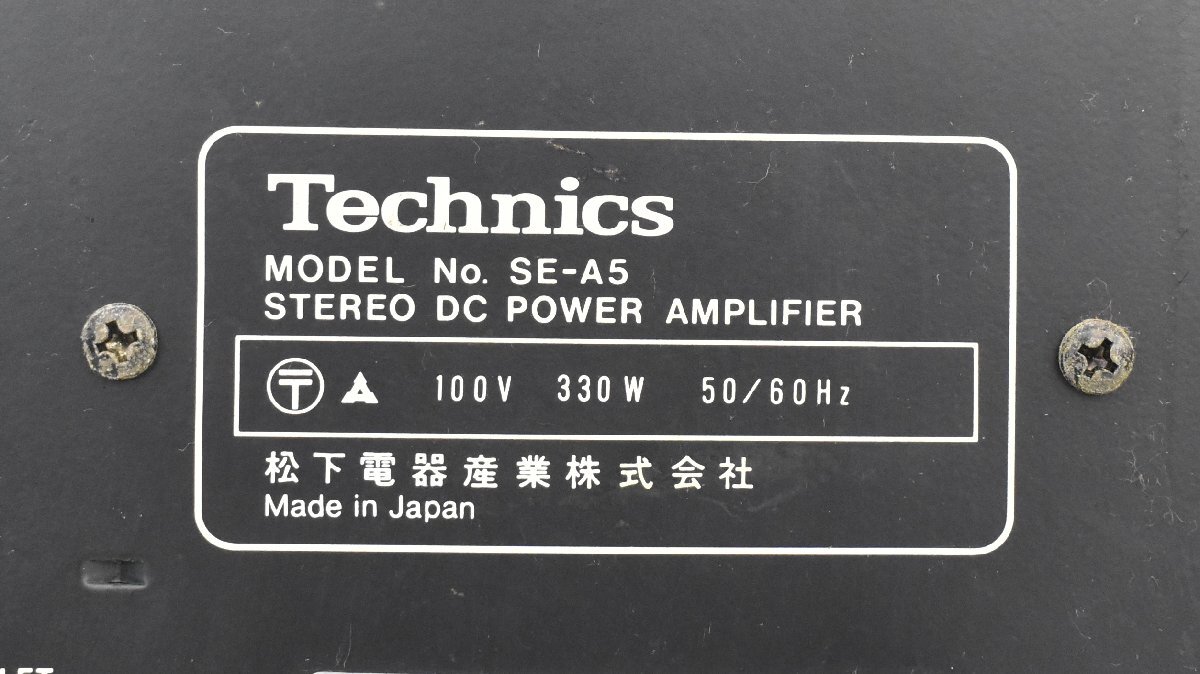 Technics
MODEL No. SE-A5
STEREO DC POWER AMPLIFIER
〒 100V 330W 50/60Hz
松下電器産業株式会社
Made in Japan